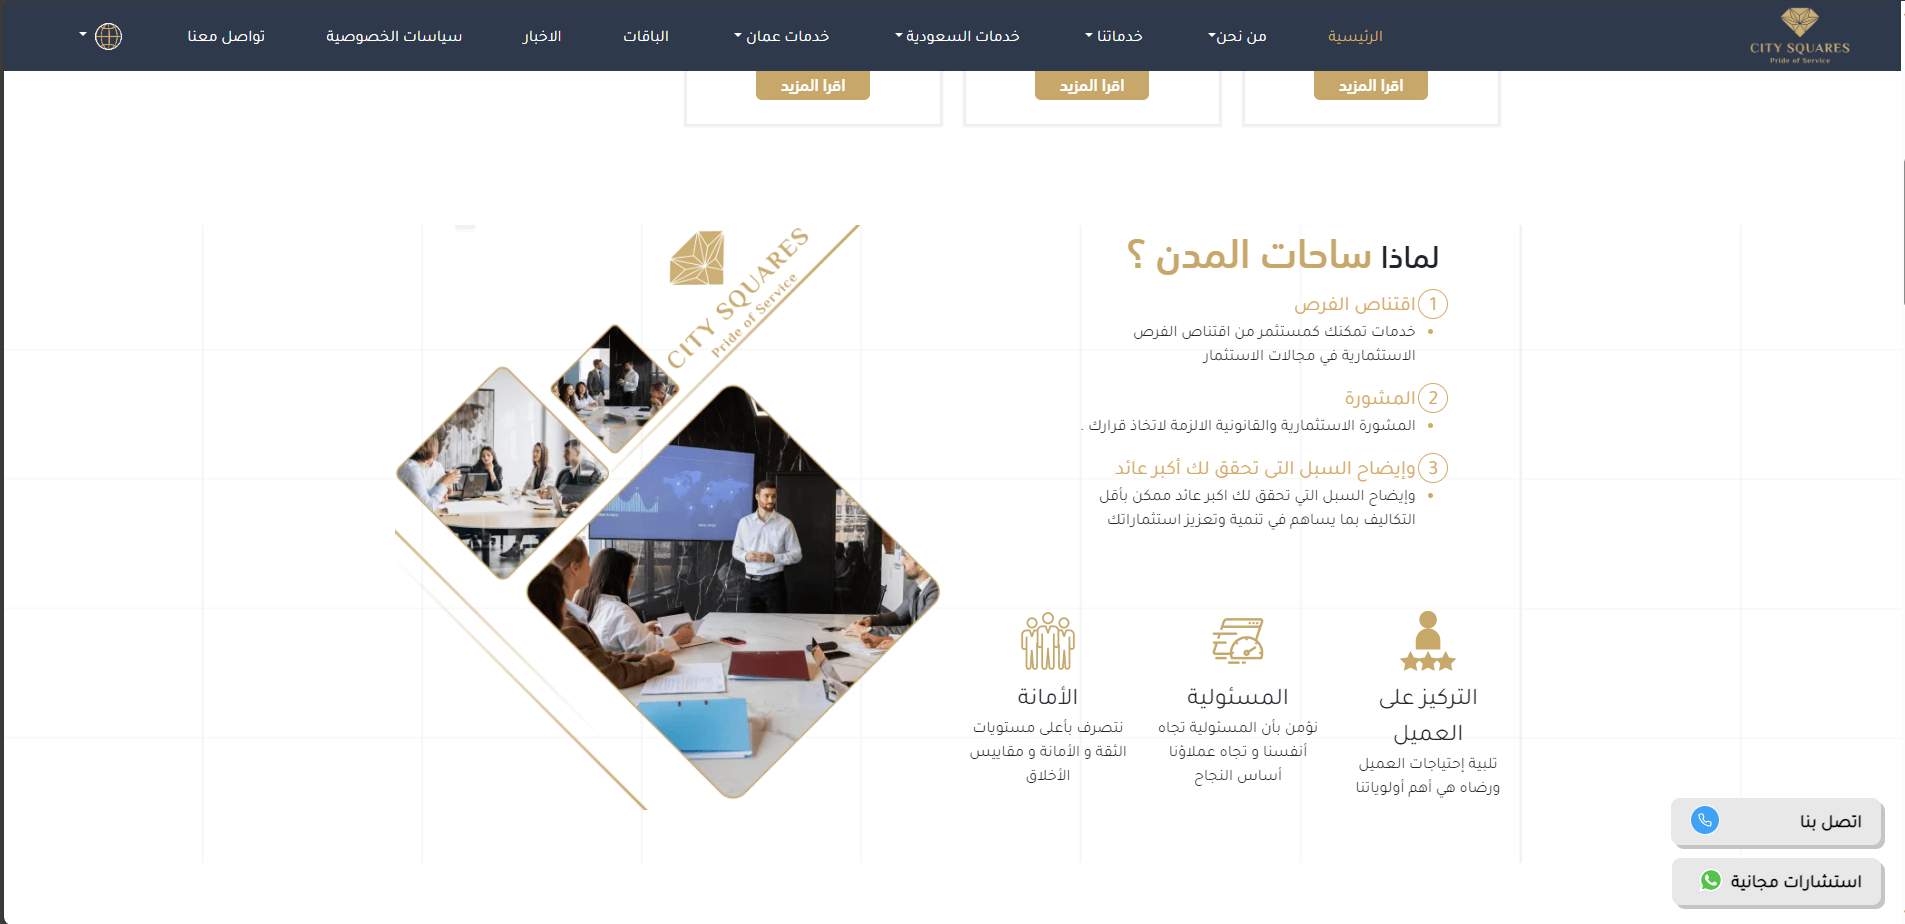 CITY SQUARES
Pride of Service
الرئيسية
من نحن
خدماتنا
خدمات السعودية
خدمات عمان
الباقات
الاخبار
سياسات الخصوصية
تواصل معنا
اقرا المزيد
اقرا المزيد
اقرا المزيد
لماذا ساحات المدن ؟
1 اقتناص الفرص
خدمات تمكنك كمستثمر من اقتناص الفرص
الاستثمارية في مجالات الاستثمار
2 المشورة
المشورة الاستثمارية والقانونية الالزمة لاتخاذ قرارك .
3 وإيضاح السبل التى تحقق لك أكبر عائد
وإيضاح السبل التي تحقق لك اكبر عائد ممكن بأقل
التكاليف بما يساهم في تنمية وتعزيز استثماراتك
CITY SQUARES
Pride of Service
التركيز على
العميل
تلبية إحتياجات العميل
ورضاه هي أهم أولوياتنا
المسئولية
نؤمن بأن المسئولية تجاه
أنفسنا و تجاه عملاؤنا
أساس النجاح
الأمانة
نتصرف بأعلى مستويات
الثقة و الأمانة و مقاييس
الأخلاق
اتصل بنا
استشارات مجانية